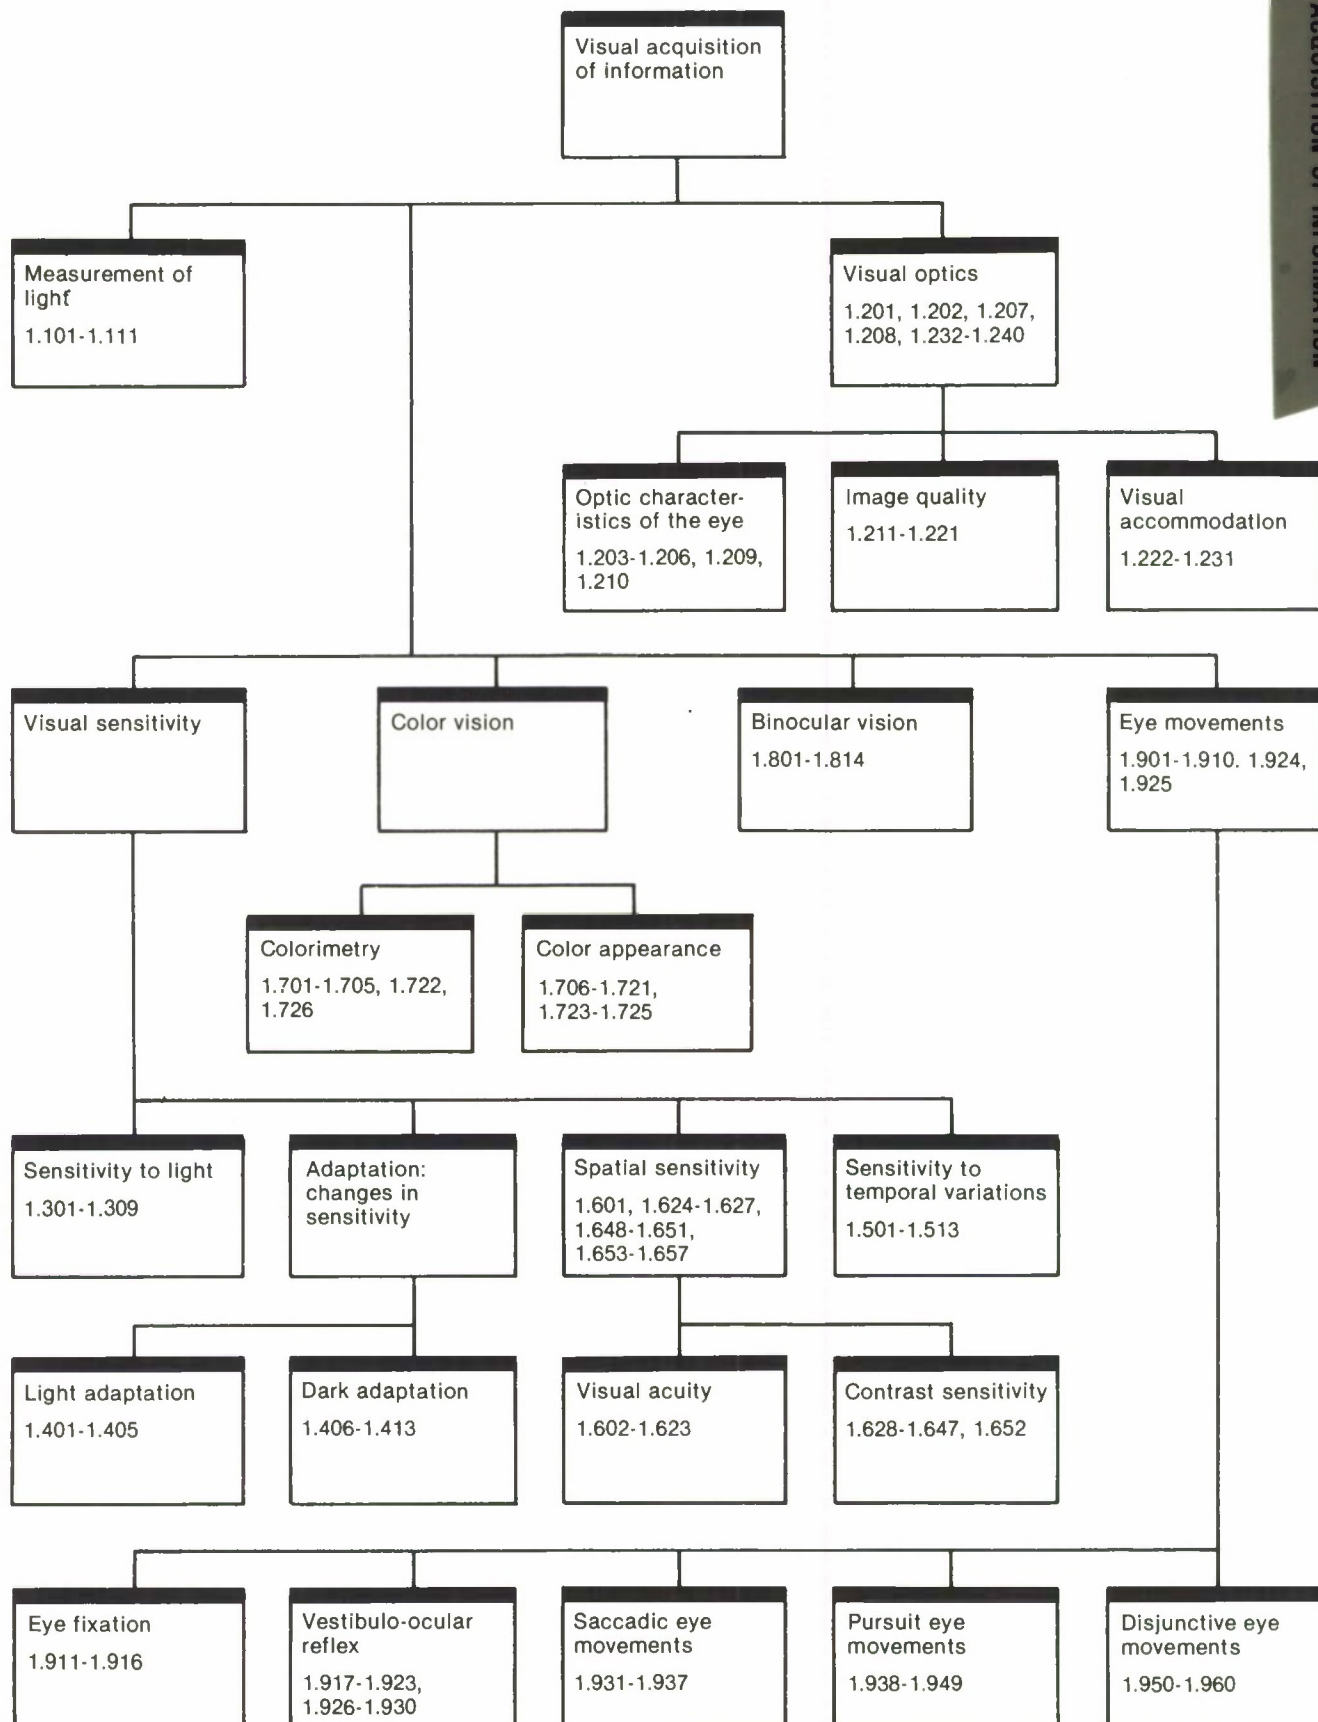 Visual acquisition
of information
Measurement of
light
1.101-1.111
Visual optics
1.201, 1.202, 1.207,
1.208, 1.232-1.240
Optic character-
istics of the eye
1.203-1.206, 1.209,
1.210
Image quality
1.211-1.221
Visual
accommodation
1.222-1.231
Visual sensitivity
Color vision
Binocular vision
1.801-1.814
Eye movements
1.901-1.910. 1.924,
1.925
Colorimetry
1.701-1.705, 1.722,
1.726
Color appearance
1.706-1.721,
1.723-1.725
Sensitivity to light
1.301-1.309
Adaptation:
changes in
sensitivity
Spatial sensitivity
1.601, 1.624-1.627,
1.648-1.651,
1.653-1.657
Sensitivity to
temporal variations
1.501-1.513
Light adaptation
1.401-1.405
Dark adaptation
1.406-1.413
Visual acuity
1.602-1.623
Contrast sensitivity
1.628-1.647, 1.652
Eye fixation
1.911-1.916
Vestibulo-ocular
reflex
1.917-1.923,
1.926-1.930
Saccadic eye
movements
1.931-1.937
Pursuit eye
movements
1.938-1.949
Disjunctive eye
movements
1.950-1.960